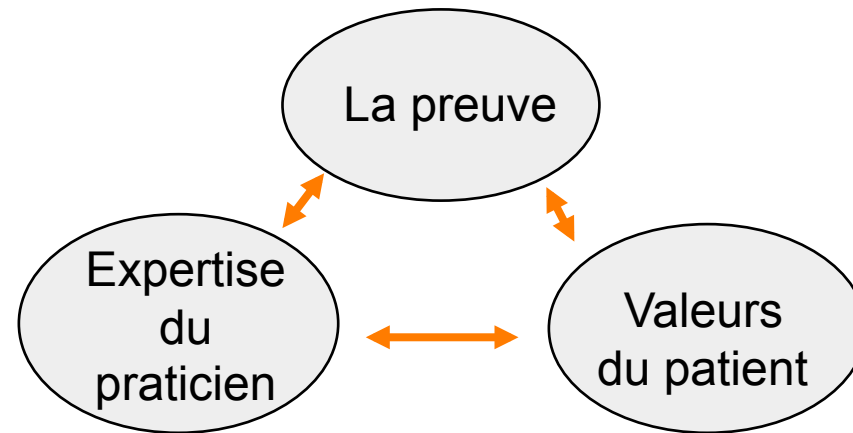 La preuve
Expertise
du
praticien
Valeurs
du patient